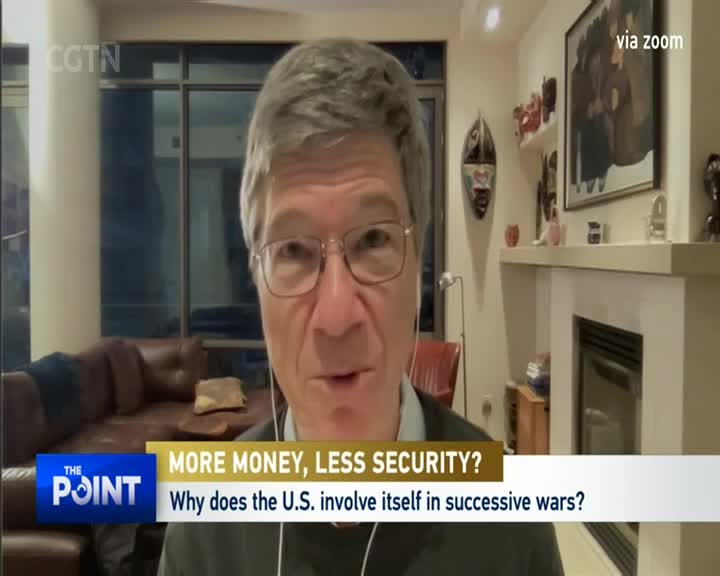 CGTN
via zoom
MORE MONEY, LESS SECURITY?
THE POINT
Why does the U.S. involve itself in successive wars?